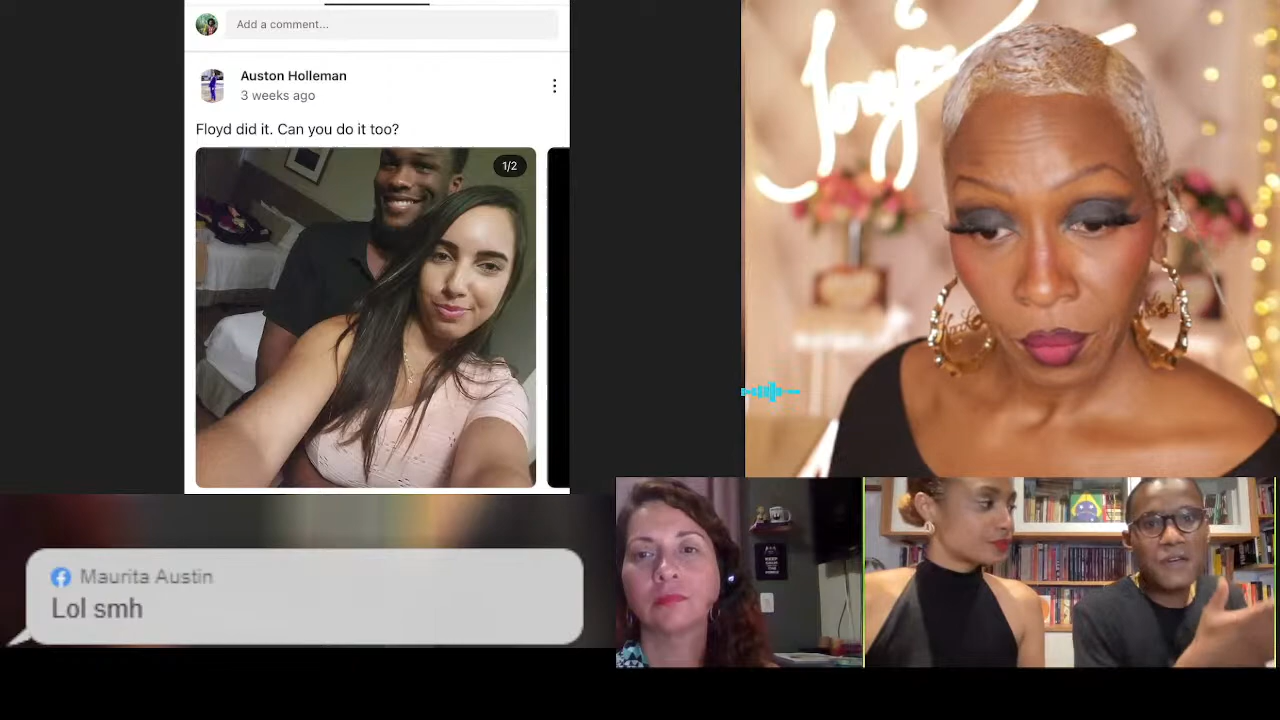 Add a comment...
Auston Holleman
3 weeks ago
Floyd did it. Can you do it too?
1/2
Maurita Austin
Lol smh